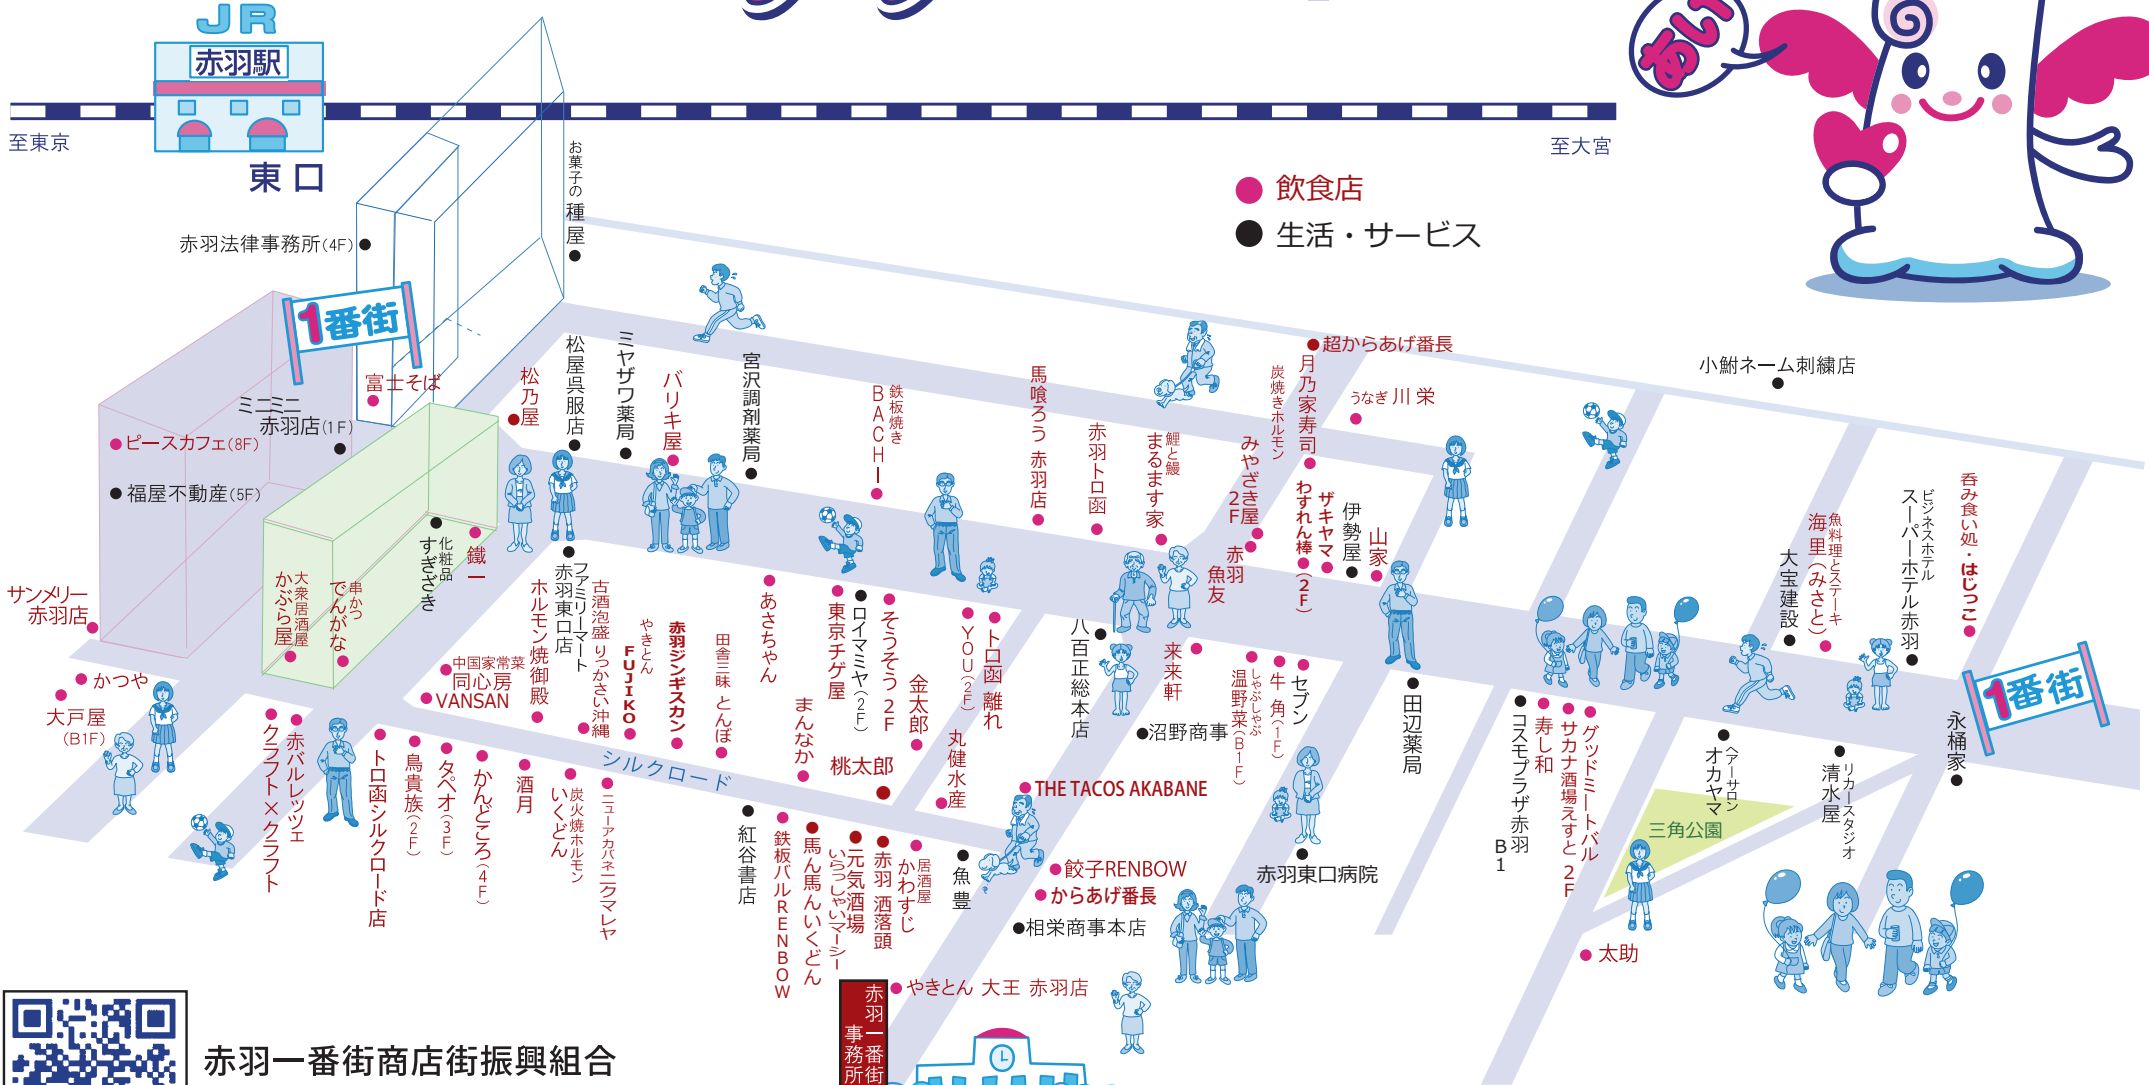 JR
赤羽駅
東口
至東京
至大宮
あい
飲食店
生活・サービス
お菓子の種屋
赤羽法律事務所(4F)
1番街
富士そば
ミニミニ
赤羽店(1F)
ピースカフェ(8F)
福屋不動産(5F)
サンメリー
赤羽店
かつや
大戸屋
(B1F)
大衆居酒屋
かぶら屋
串かつ
でんがな
化粧品
すぎざき
鐵一
松乃屋
松屋呉服店
ミヤザワ薬局
バリキ屋
宮沢調剤薬局
鉄板焼き
BACHI
馬喰ろう 赤羽店
赤羽トロ函
鯉と鰻
まるます家
みやざき屋
2F
炭焼きホルモン
超からあげ番長
月乃家寿司
うなぎ 川栄
わすれん棒(2F)
ザキヤマ
伊勢屋
山家
赤羽
魚友
小鮒ネーム刺繍店
大宝建設
魚料理とステーキ
海里(みさと)
ビジネスホテル
スーパーホテル赤羽
呑み食い処・はじっこ
1番街
永桶家
中国家常菜
同心房
VANSAN
ホルモン焼御殿
ファミリーマート
赤羽東口店
古酒泡盛 りつかさい沖縄
やきとん
FUJIKO
赤羽ジンギスカン
田舎三昧 とんぼ
あさちゃん
まんなか
東京チゲ屋
ロイマミヤ(2F)
そうそう 2F
金太郎
桃太郎
YOU(2F)
トロ函 離れ
丸健水産
八百正総本店
沼野商事
来来軒
しゃぶしゃぶ
温野菜(B1F)
牛角(1F)
セブン
田辺薬局
コスモプラザ赤羽
B1
寿し和
サカナ酒場えすと 2F
グッドミートバル
ヘアーサロン
オカヤマ
リカースタジオ
清水屋
三角公園
太助
シルクロード
クラフト×クラフト
赤バルレッツェ
トロ函シルクロード店
鳥貴族(2F)
タペオ(3F)
かんどころ(4F)
酒月
炭火焼ホルモン
いくどん
ニューアカバネニクマレヤ
紅谷書店
鉄板バルRENBOW
馬ん馬んいくどん
元気酒場
いらっしゃいマーシー
赤羽 洒落頭
居酒屋
かわすじ
魚豊
THE TACOS AKABANE
餃子RENBOW
からあげ番長
相栄商事本店
赤羽東口病院
やきとん 大王 赤羽店
赤羽一番街
事務所
赤羽一番街商店街振興組合